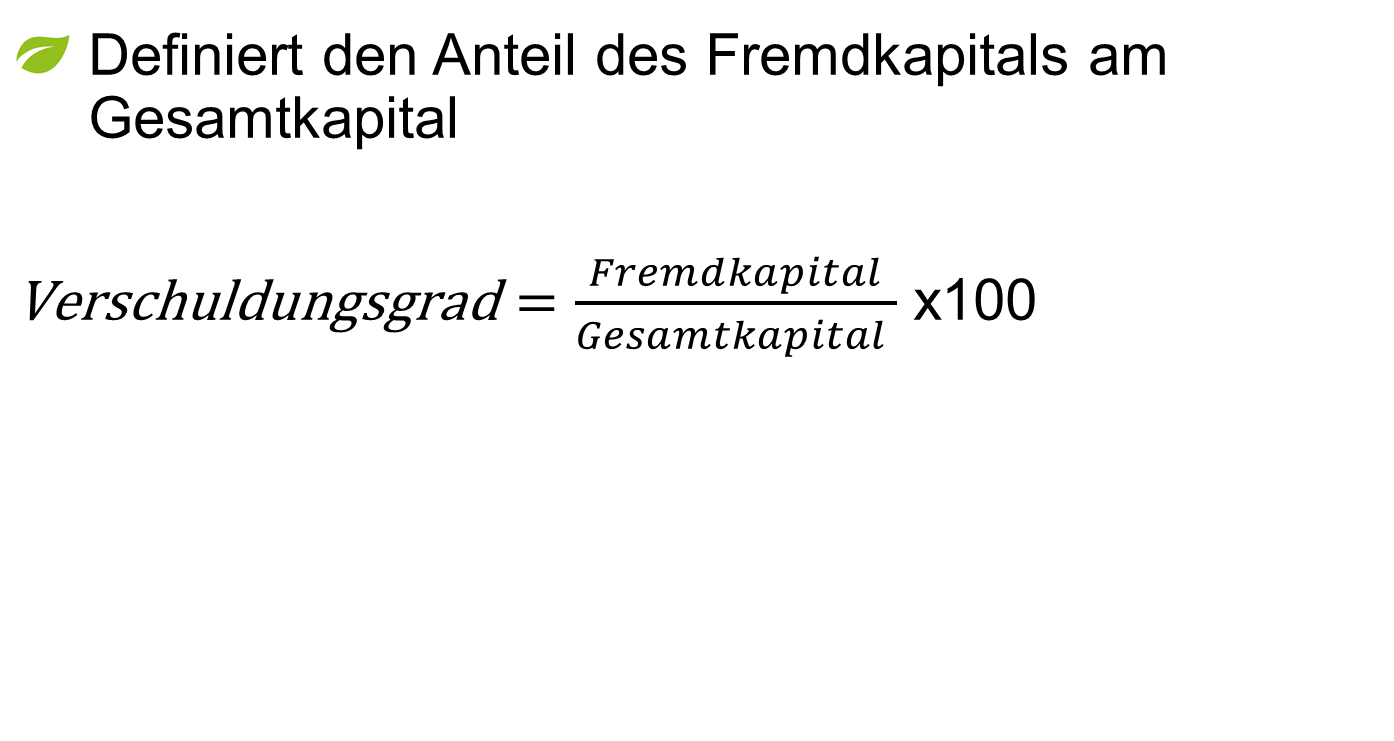 Definiert den Anteil des Fremdkapitals am
Gesamtkapital
Verschuldungsgrad = Fremdkapital / Gesamtkapital x100